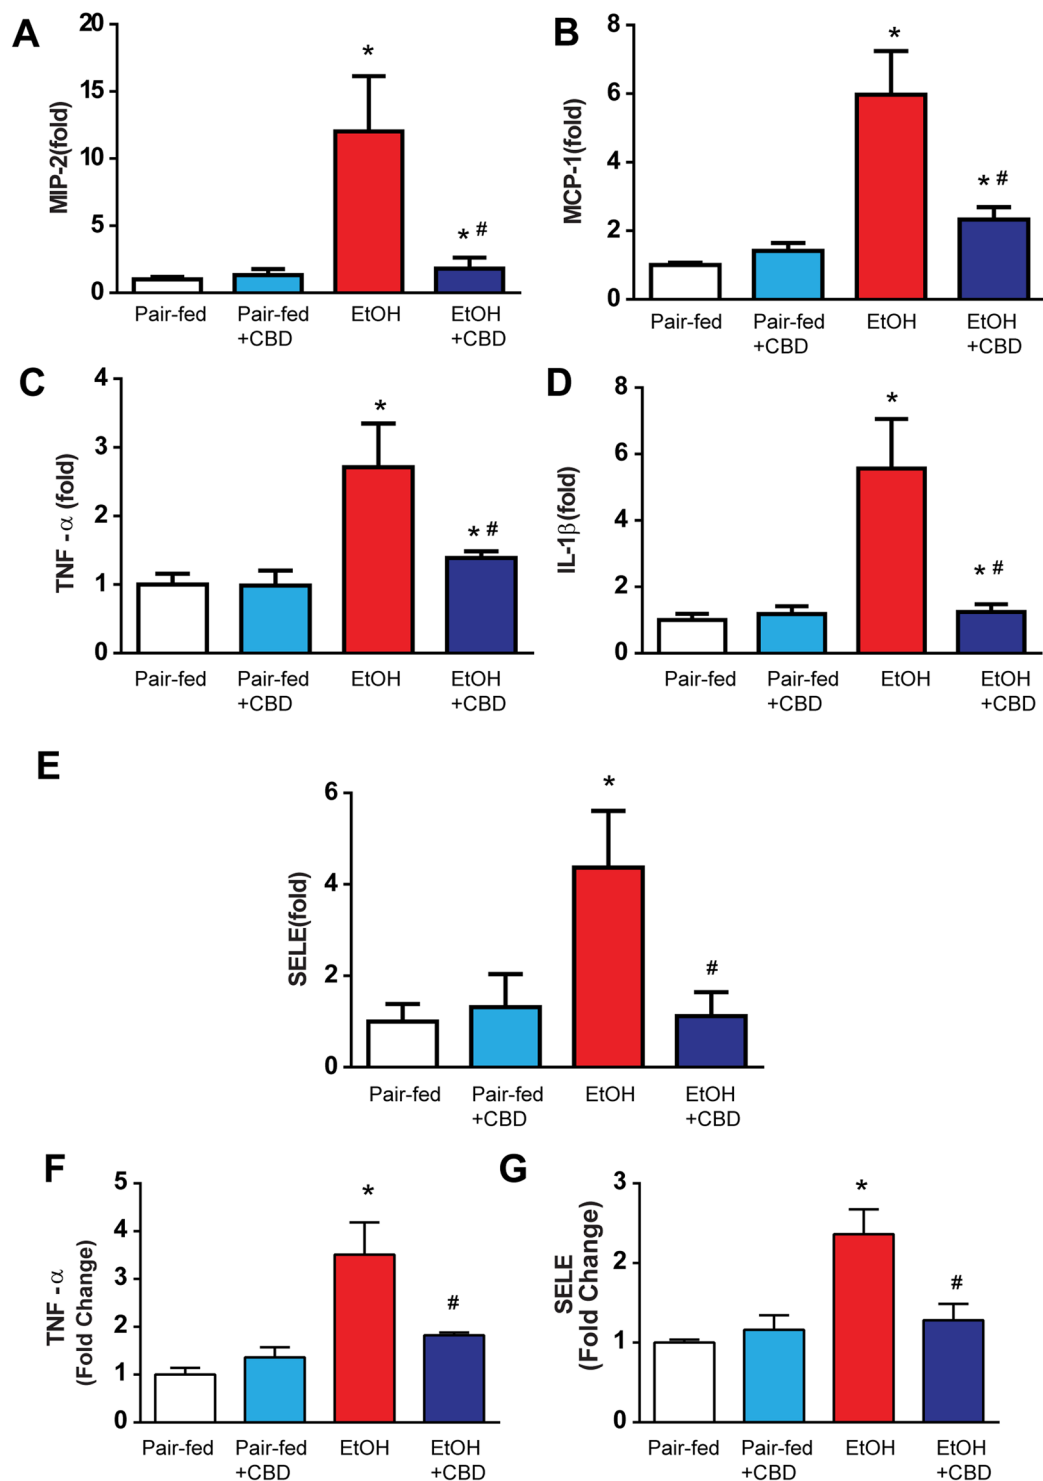 A
MIP-2(fold)
20
15
10
5
0
*
* #
Pair-fed
Pair-fed
+CBD
EtOH
EtOH
+CBD
B
MCP-1(fold)
8
6
4
2
0
*
* #
Pair-fed
Pair-fed
+CBD
EtOH
EtOH
+CBD
C
TNF -α (fold)
4
3
2
1
0
*
* #
Pair-fed
Pair-fed
+CBD
EtOH
EtOH
+CBD
D
IL-1β(fold)
8
6
4
2
0
*
* #
Pair-fed
Pair-fed
+CBD
EtOH
EtOH
+CBD
E
SELE(fold)
6
4
2
0
*
#
Pair-fed
Pair-fed
+CBD
EtOH
EtOH
+CBD
F
TNF -α
(Fold Change)
5
4
3
2
1
0
*
#
Pair-fed
Pair-fed
+CBD
EtOH
EtOH
+CBD
G
SELE
(Fold Change)
3
2
1
0
*
#
Pair-fed
Pair-fed
+CBD
EtOH
EtOH
+CBD